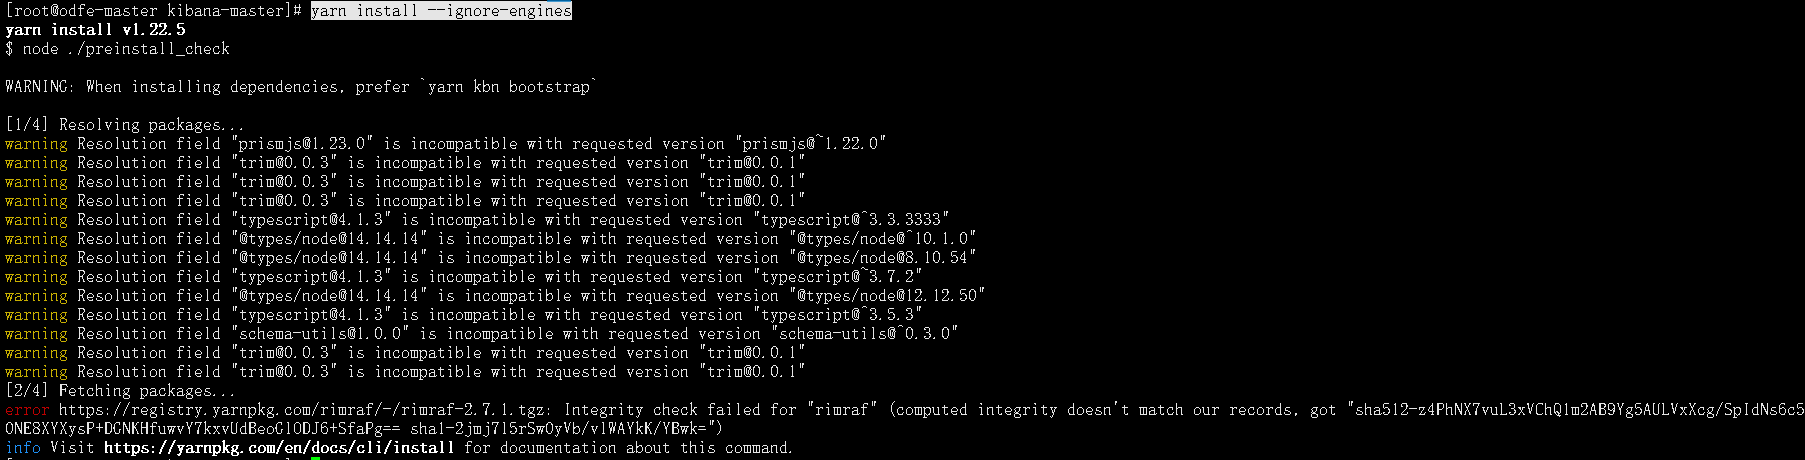 [root@odfe-master kibana-master]# yarn install --ignore-engines
yarn install v1.22.5
$ node ./preinstall_check
WARNING: When installing dependencies, prefer `yarn kbn bootstrap`
[1/4] Resolving packages...
warning Resolution field "prismjs@1.23.0" is incompatible with requested version "prismjs@~1.22.0"
warning Resolution field "trim@0.0.3" is incompatible with requested version "trim@0.0.1"
warning Resolution field "trim@0.0.3" is incompatible with requested version "trim@0.0.1"
warning Resolution field "trim@0.0.3" is incompatible with requested version "trim@0.0.1"
warning Resolution field "typescript@4.1.3" is incompatible with requested version "typescript@^3.3.3333"
warning Resolution field "@types/node@14.14.14" is incompatible with requested version "@types/node@^10.1.0"
warning Resolution field "@types/node@14.14.14" is incompatible with requested version "@types/node@8.10.54"
warning Resolution field "typescript@4.1.3" is incompatible with requested version "typescript@~3.7.2"
warning Resolution field "@types/node@14.14.14" is incompatible with requested version "@types/node@12.12.50"
warning Resolution field "typescript@4.1.3" is incompatible with requested version "typescript@^3.5.3"
warning Resolution field "schema-utils@1.0.0" is incompatible with requested version "schema-utils@^0.3.0"
warning Resolution field "trim@0.0.3" is incompatible with requested version "trim@0.0.1"
warning Resolution field "trim@0.0.3" is incompatible with requested version "trim@0.0.1"
[2/4] Fetching packages...
error https://registry.yarnpkg.com/rimraf/-/rimraf-2.7.1.tgz: Integrity check failed for "rimraf" (computed integrity doesn't match our records, got "sha512-z4PhNX7vuL3xVChQ1m2AB9Yg5AULVxXcg/SpIdNs6c5
0NE8XYXysP+DGNKHfuwvY7kxvUdBeoGlODJ6+SfaPg== sha1-2jmj7l5rSw0yVb/vlWAYkK/YBwk=")
info Visit https://yarnpkg.com/en/docs/cli/install for documentation about this command.